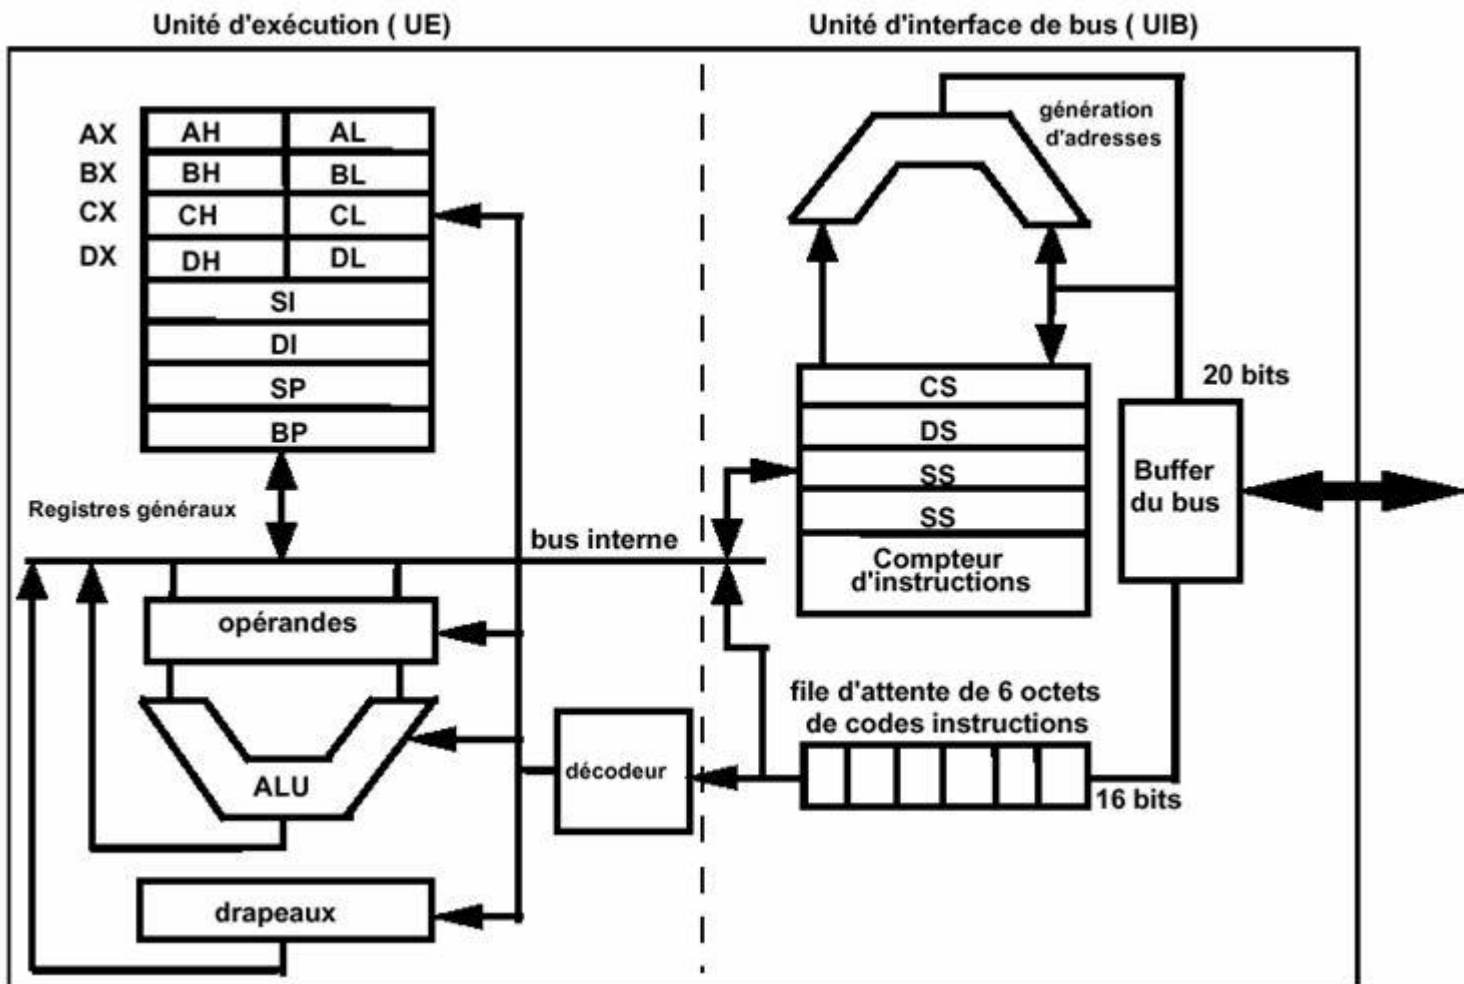 Unité d'exécution ( UE)
Unité d'interface de bus ( UIB)
AX
AH
AL
BX
BH
BL
CX
CH
CL
DX
DH
DL
SI
DI
SP
BP
Registres généraux
bus interne
opérandes
ALU
drapeaux
décodeur
génération
d'adresses
CS
DS
SS
SS
Compteur
d'instructions
20 bits
Buffer
du bus
file d'attente de 6 octets
de codes instructions
16 bits